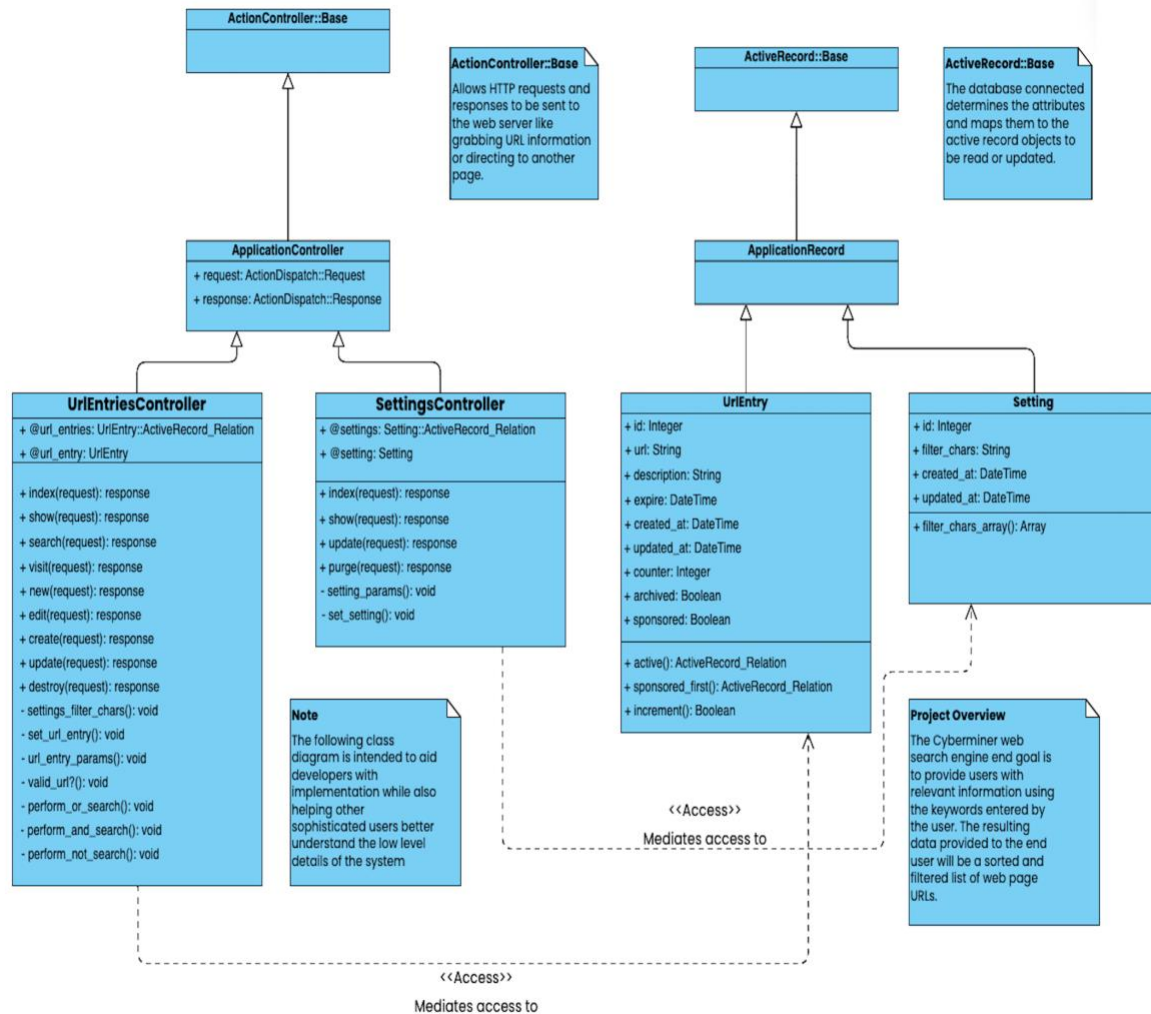 ActionController::Base
ActionController::Base
Allows HTTP requests and
responses to be sent to
the web server like
grabbing URL information
or directing to another
page.
ActiveRecord::Base
ActiveRecord::Base
The database connected
determines the attributes
and maps them to the
active record objects to
be read or updated.
ApplicationController
+ request: ActionDispatch::Request
+ response: ActionDispatch::Response
ApplicationRecord
UrlEntriesController
+ @url_entries: UrlEntry::ActiveRecord_Relation
+ @url_entry: UrlEntry
+ index(request): response
+ show(request): response
+ search(request): response
+ visit(request): response
+ new(request): response
+ edit(request): response
+ create(request): response
+ update(request): response
+ destroy(request): response
- settings_filter_chars(): void
- set_url_entry(): void
- url_entry_params(): void
- valid_url?(): void
- perform_or_search(): void
- perform_and_search(): void
- perform_not_search(): void
SettingsController
+ @settings: Setting::ActiveRecord_Relation
+ @setting: Setting
+ index(request): response
+ show(request): response
+ update(request): response
+ purge(request): response
- setting_params(): void
- set_setting(): void
UrlEntry
+ id: Integer
+ url: String
+ description: String
+ expire: DateTime
+ created_at: DateTime
+ updated_at: DateTime
+ counter: Integer
+ archived: Boolean
+ sponsored: Boolean
+ active(): ActiveRecord_Relation
+ sponsored_first(): ActiveRecord_Relation
+ increment(): Boolean
Setting
+ id: Integer
+ filter_chars: String
+ created_at: DateTime
+ updated_at: DateTime
+ filter_chars_array(): Array
Note
The following class
diagram is intended to aid
developers with
implementation while also
helping other
sophisticated users better
understand the low level
details of the system
<<Access>>
Mediates access to
Project Overview
The Cyberminer web
search engine end goal is
to provide users with
relevant information using
the keywords entered by
the user. The resulting
data provided to the end
user will be a sorted and
filtered list of web page
URLs.
<<Access>>
Mediates access to